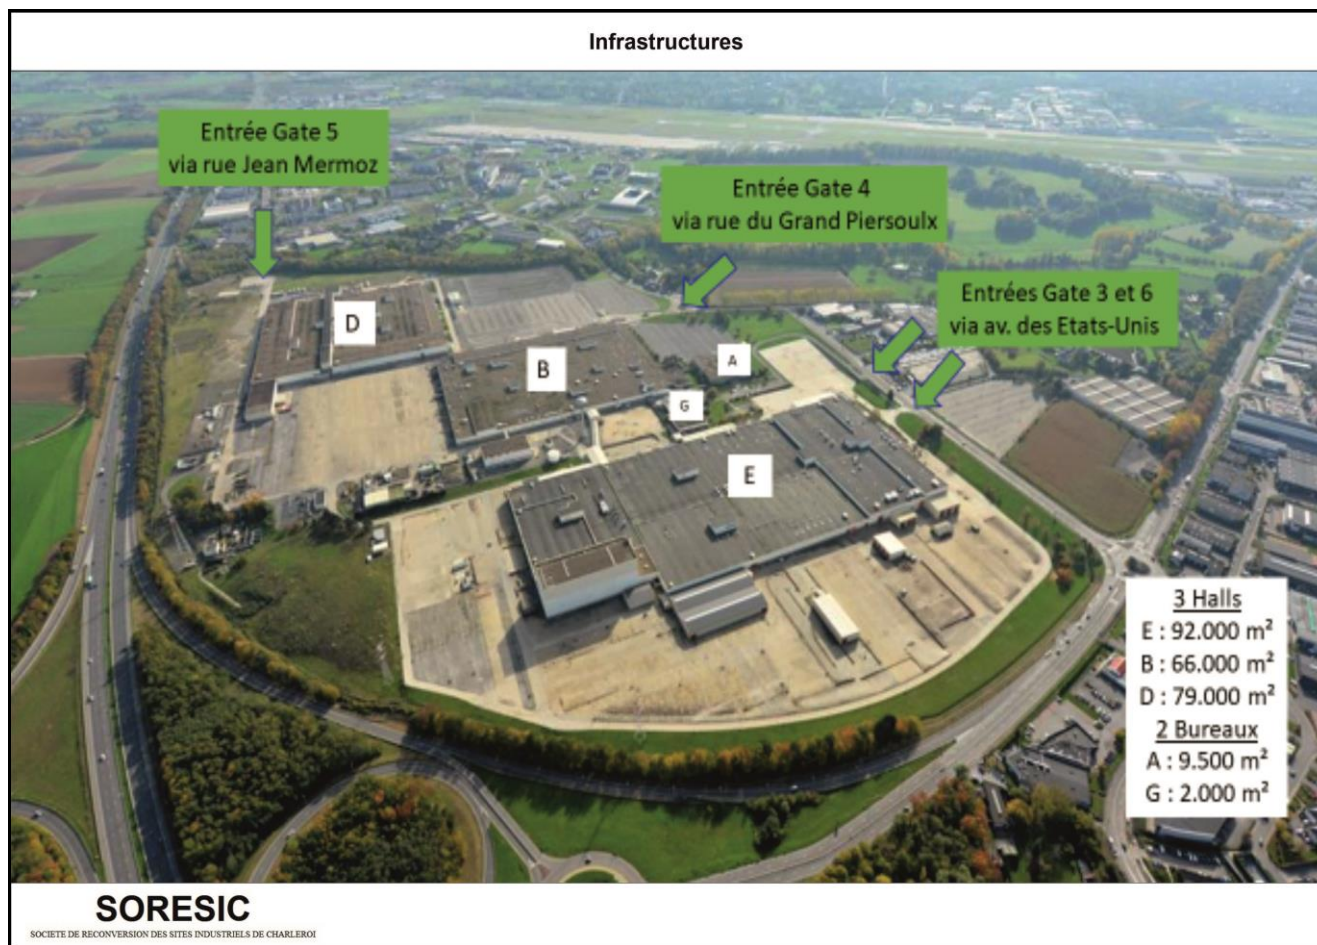 Infrastructures
Entrée Gate 5
via rue Jean Mermoz
Entrée Gate 4
via rue du Grand Piersoulx
Entrées Gate 3 et 6
via av. des Etats-Unis
D
B
A
G
E
3 Halls
E : 92.000 m²
B : 66.000 m²
D : 79.000 m²
2 Bureaux
A : 9.500 m²
G : 2.000 m²
SORESIC
SOCIETE DE RECONVERSION DES SITES INDUSTRIELS DE CHARLEROI